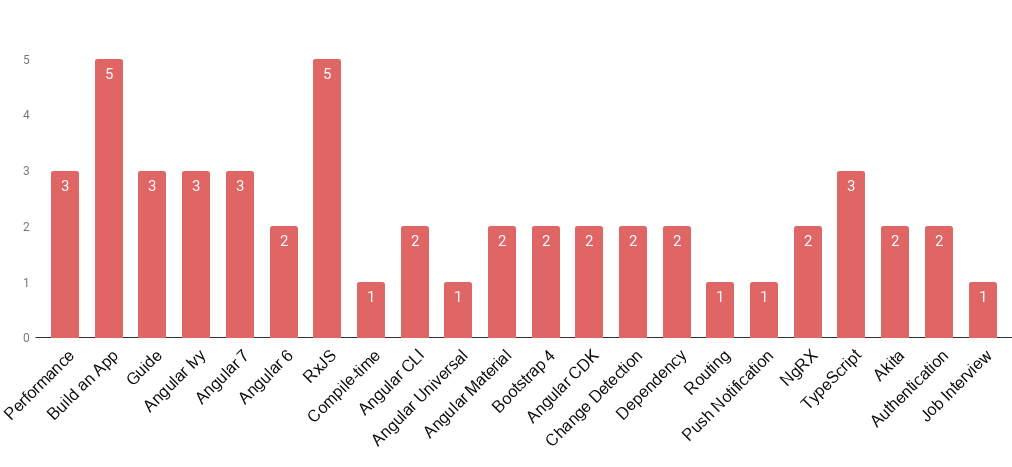 5
4
3
2
1
0
3
5
3
3
3
2
5
1
2
1
2
2
2
2
2
1
1
2
3
2
2
1
Performance
Build an App
Guide
Angular Ivy
Angular 7
Angular 6
RxJS
Compile-time
Angular CLI
Angular Universal
Angular Material
Bootstrap 4
Angular CDK
Change Detection
Dependency
Routing
Push Notification
NgRX
TypeScript
Akita
Authentication
Job Interview